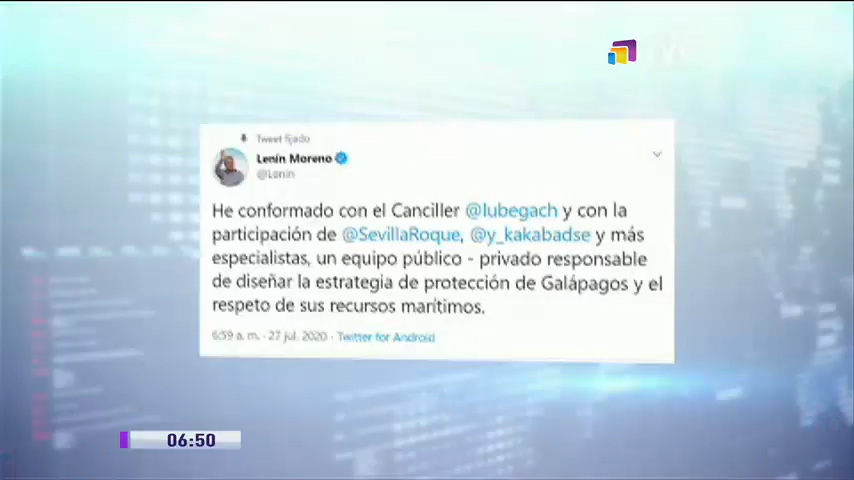 Tweet fijado
Lenín Moreno
@Lenin
He conformado con el Canciller @lubegach y con la
participación de @SevillaRoque, @y_kakabadse y más
especialistas, un equipo público - privado responsable
de diseñar la estrategia de protección de Galápagos y el
respeto de sus recursos marítimos.
6:59 a. m. · 27 jul. 2020 · Twitter for Android
06:50